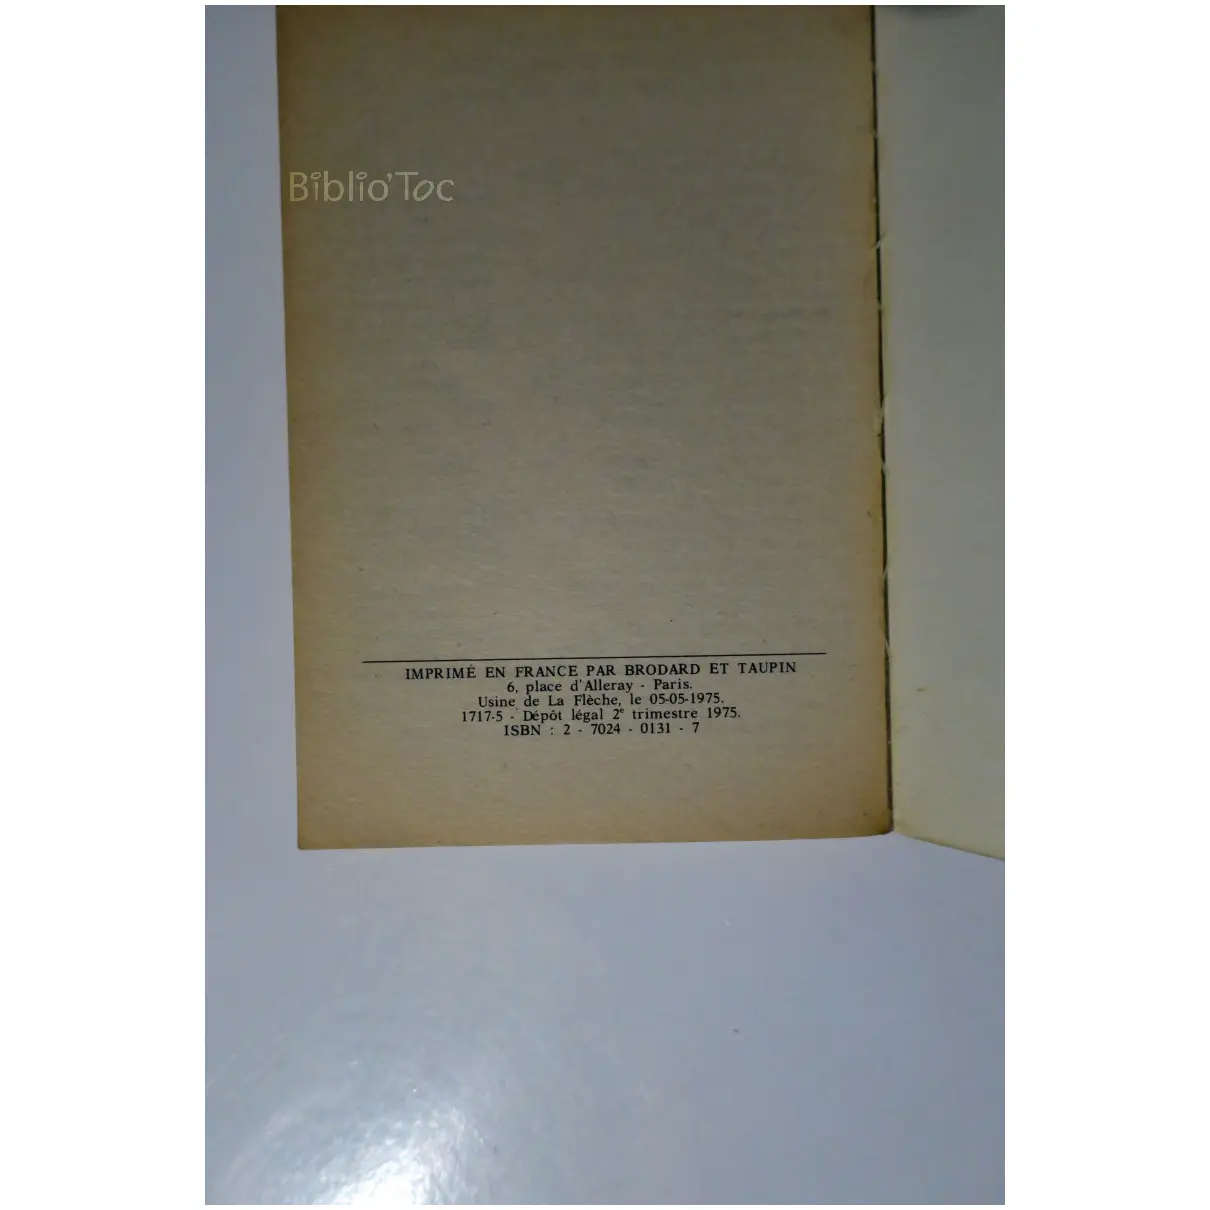 Biblio'Toc
IMPRIMÉ EN FRANCE PAR BRODARD ET TAUPIN
6, place d'Alleray - Paris.
Usine de La Flèche, le 05-05-1975.
1717-5 - Dépôt légal 2e trimestre 1975.
ISBN : 2 - 7024 - 0131 - 7